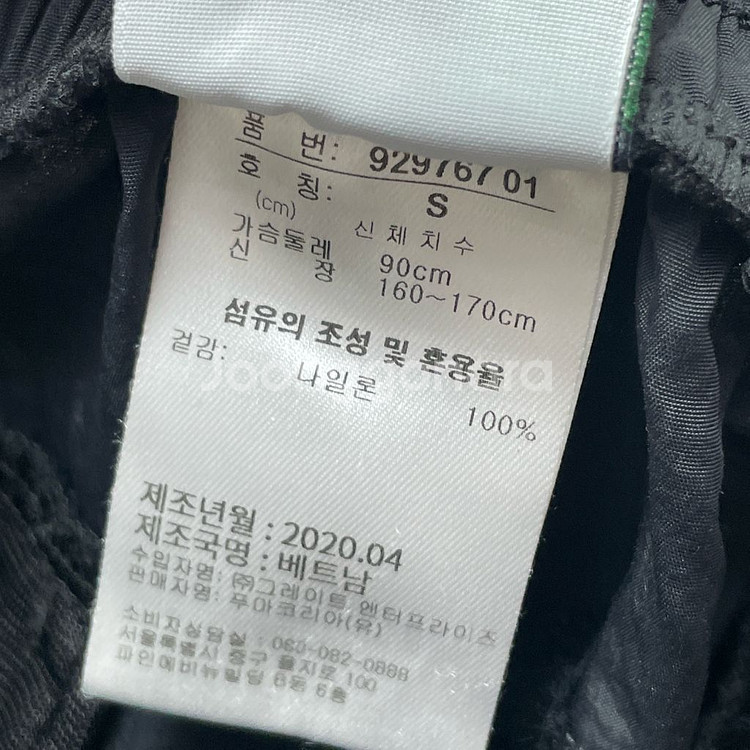 품 번: 929767 01
호 칭: S
(cm) 신체치수
가슴둘레 90cm
신 장 160~170cm
섬유의 조성 및 혼용율
겉감: 나일론 100%
제조년월 : 2020.04
제조국명 : 베트남
수입자명: ㈜그레이트 엔터프라이즈
판매자명: 푸마코리아(유)
소비자상담실 :
서울특별시 중구 을지로 100
파인에비뉴빌딩 6동 6층